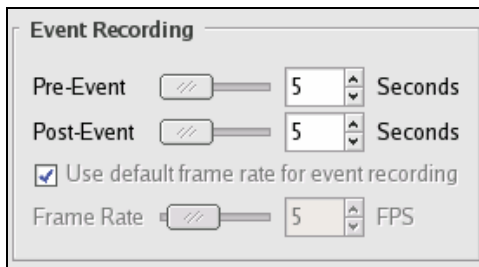 Event Recording
Pre-Event 5 Seconds
Post-Event 5 Seconds
Use default frame rate for event recording
Frame Rate 5 FPS